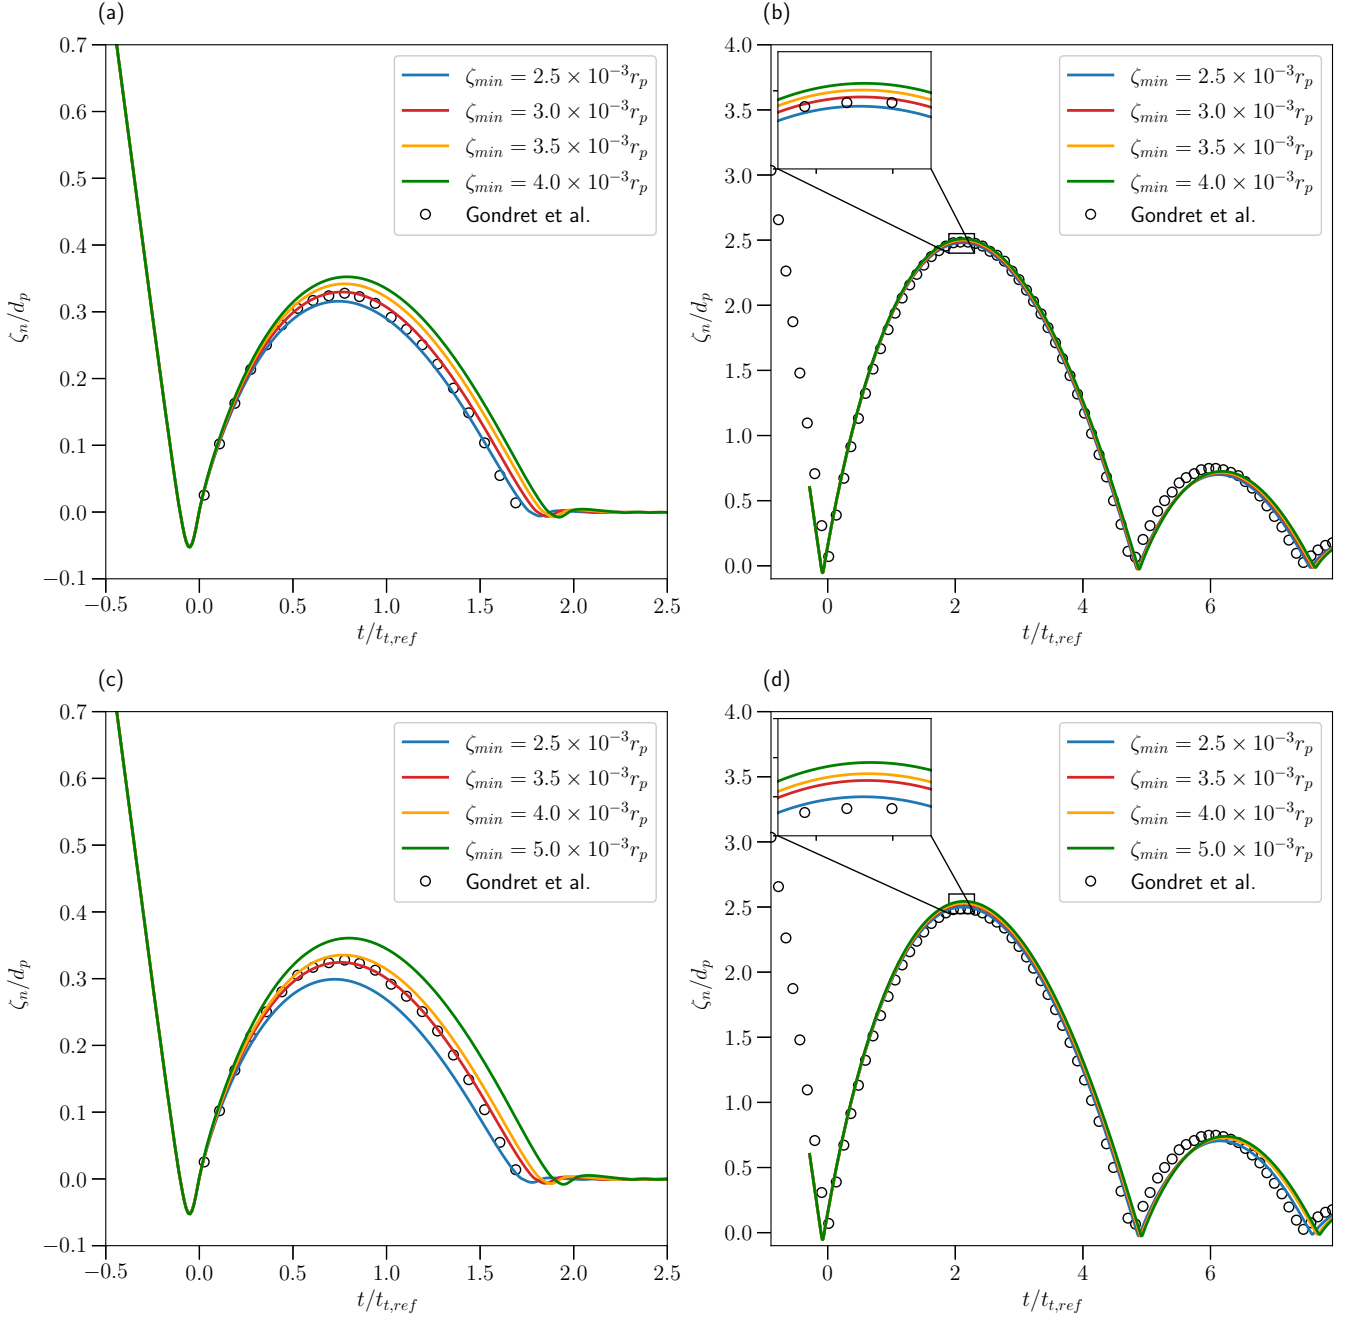 (a)
0.7
0.6
0.5
0.4
0.3
0.2
0.1
0.0
−0.1
ζn/dp
ζmin = 2.5 × 10⁻³rp
ζmin = 3.0 × 10⁻³rp
ζmin = 3.5 × 10⁻³rp
ζmin = 4.0 × 10⁻³rp
Gondret et al.
−0.5 0.0 0.5 1.0 1.5 2.0 2.5
t/tt,ref
(b)
4.0
3.5
3.0
2.5
2.0
1.5
1.0
0.5
0.0
ζn/dp
ζmin = 2.5 × 10⁻³rp
ζmin = 3.0 × 10⁻³rp
ζmin = 3.5 × 10⁻³rp
ζmin = 4.0 × 10⁻³rp
Gondret et al.
0 2 4 6
t/tt,ref
(c)
0.7
0.6
0.5
0.4
0.3
0.2
0.1
0.0
−0.1
ζn/dp
ζmin = 2.5 × 10⁻³rp
ζmin = 3.5 × 10⁻³rp
ζmin = 4.0 × 10⁻³rp
ζmin = 5.0 × 10⁻³rp
Gondret et al.
−0.5 0.0 0.5 1.0 1.5 2.0 2.5
t/tt,ref
(d)
4.0
3.5
3.0
2.5
2.0
1.5
1.0
0.5
0.0
ζn/dp
ζmin = 2.5 × 10⁻³rp
ζmin = 3.5 × 10⁻³rp
ζmin = 4.0 × 10⁻³rp
ζmin = 5.0 × 10⁻³rp
Gondret et al.
0 2 4 6
t/tt,ref